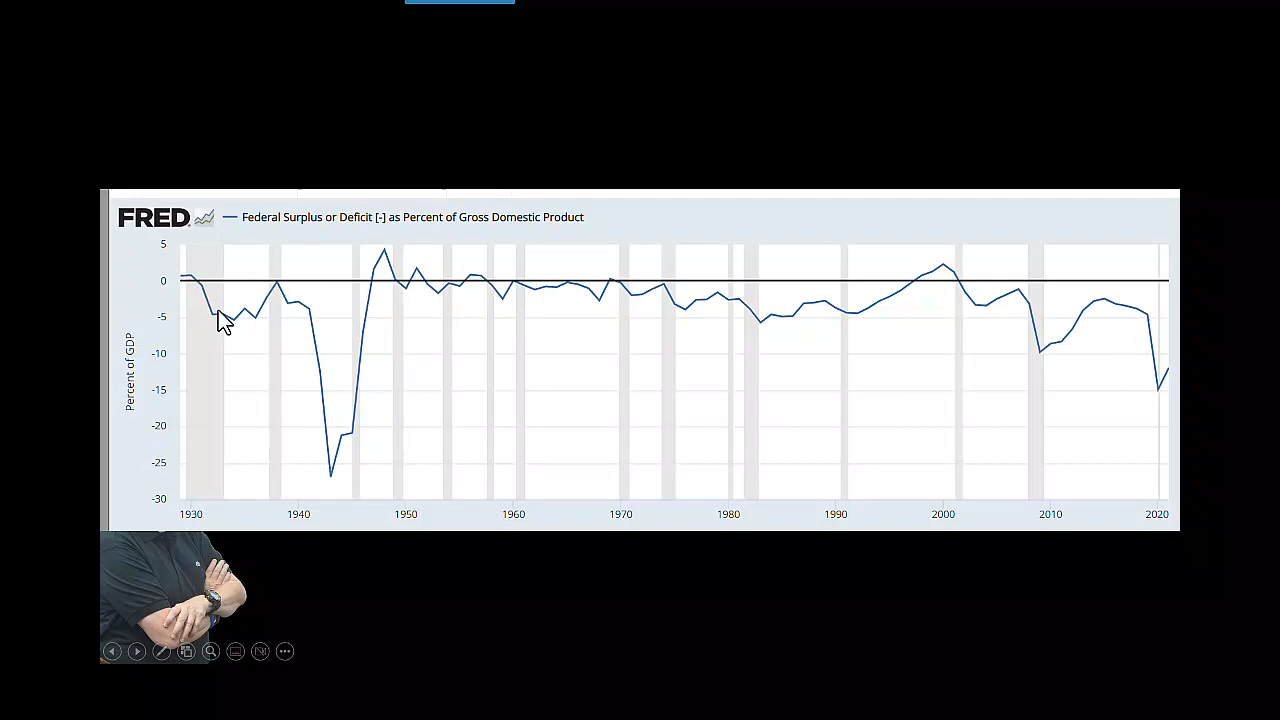 FRED
Federal Surplus or Deficit [-] as Percent of Gross Domestic Product
Percent of GDP
5
0
-5
-10
-15
-20
-25
-30
1930 1940 1950 1960 1970 1980 1990 2000 2010 2020